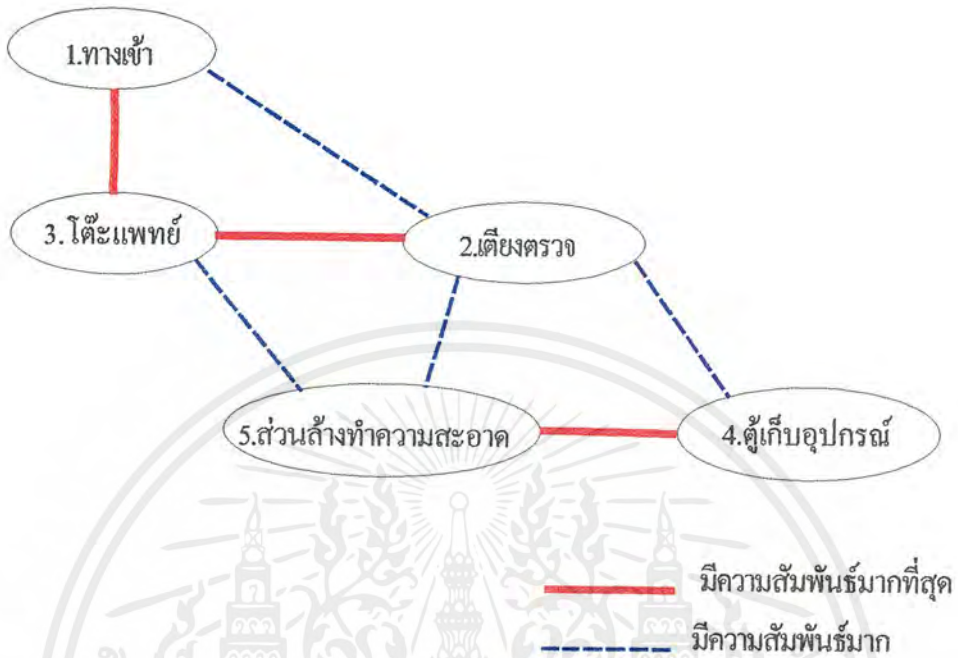 1.ทางเข้า
3.โต๊ะแพทย์
2.เตียงตรวจ
5.ส่วนล้างทำความสะอาด
4.ตู้เก็บอุปกรณ์
มีความสัมพันธ์มากที่สุด
มีความสัมพันธ์มาก